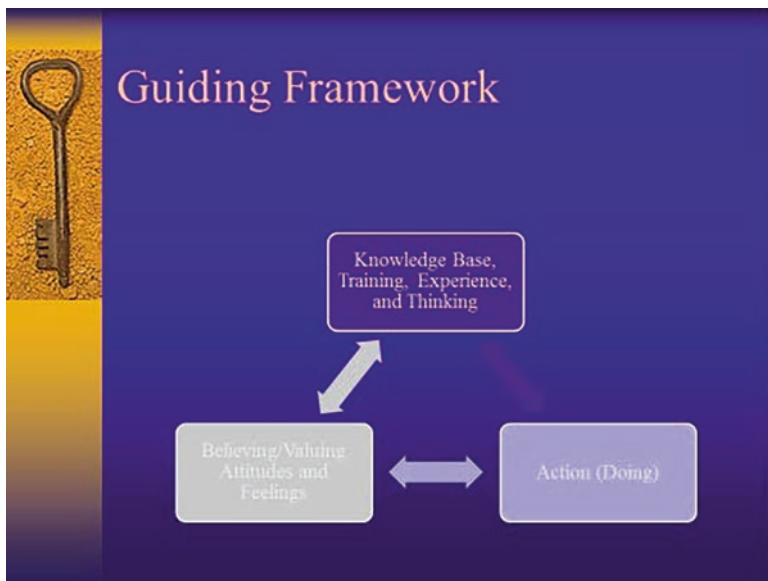 Guiding Framework
Knowledge Base,
Training, Experience,
and Thinking
Believing/Valuing
Attitudes and
Feelings
Action (Doing)